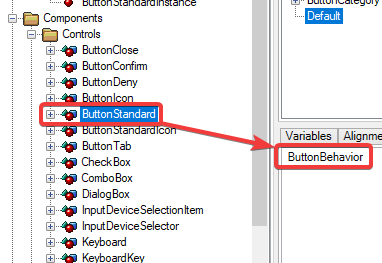 ButtonStandardInstance
Components
Controls
ButtonClose
ButtonConfirm
ButtonDeny
ButtonIcon
ButtonStandard
ButtonStandardIcon
ButtonTab
CheckBox
ComboBox
DialogBox
InputDeviceSelectionItem
InputDeviceSelector
Keyboard
KeyboardKey
ButtonCategory
Default
Variables
Alignme
ButtonBehavior